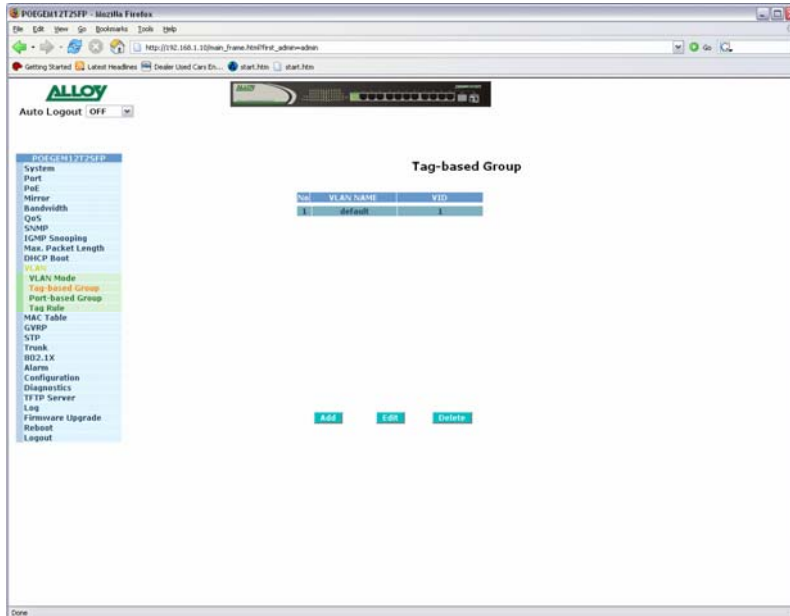 POEGEM12T2SFP - Mozilla Firefox
File Edit View Go Bookmarks Tools Help
http://192.168.1.10/main_frame.html?first_admin=admin Go
Getting Started Latest Headlines Dealer Used Cars En... start.htm start.htm
ALLOY
Auto Logout OFF
POEGEM12T2SFP
System
Port
PoE
Mirror
Bandwidth
QoS
SNMP
IGMP Snooping
Max. Packet Length
DHCP Boot
VLAN
VLAN Mode
Tag-based Group
Port-based Group
Tag Rule
MAC Table
GVRP
STP
Trunk
802.1X
Alarm
Configuration
Diagnostics
TFTP Server
Log
Firmware Upgrade
Reboot
Logout
Tag-based Group
No VLAN NAME VID
1 default 1
Add Edit Delete
Done